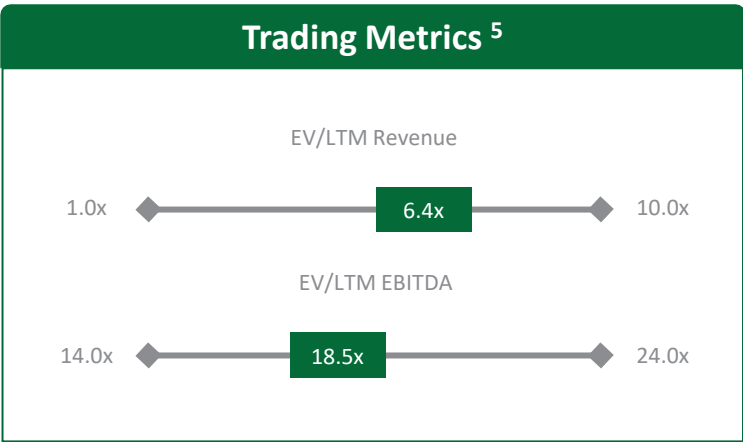 Trading Metrics 5
EV/LTM Revenue
1.0x 6.4x 10.0x
EV/LTM EBITDA
14.0x 18.5x 24.0x